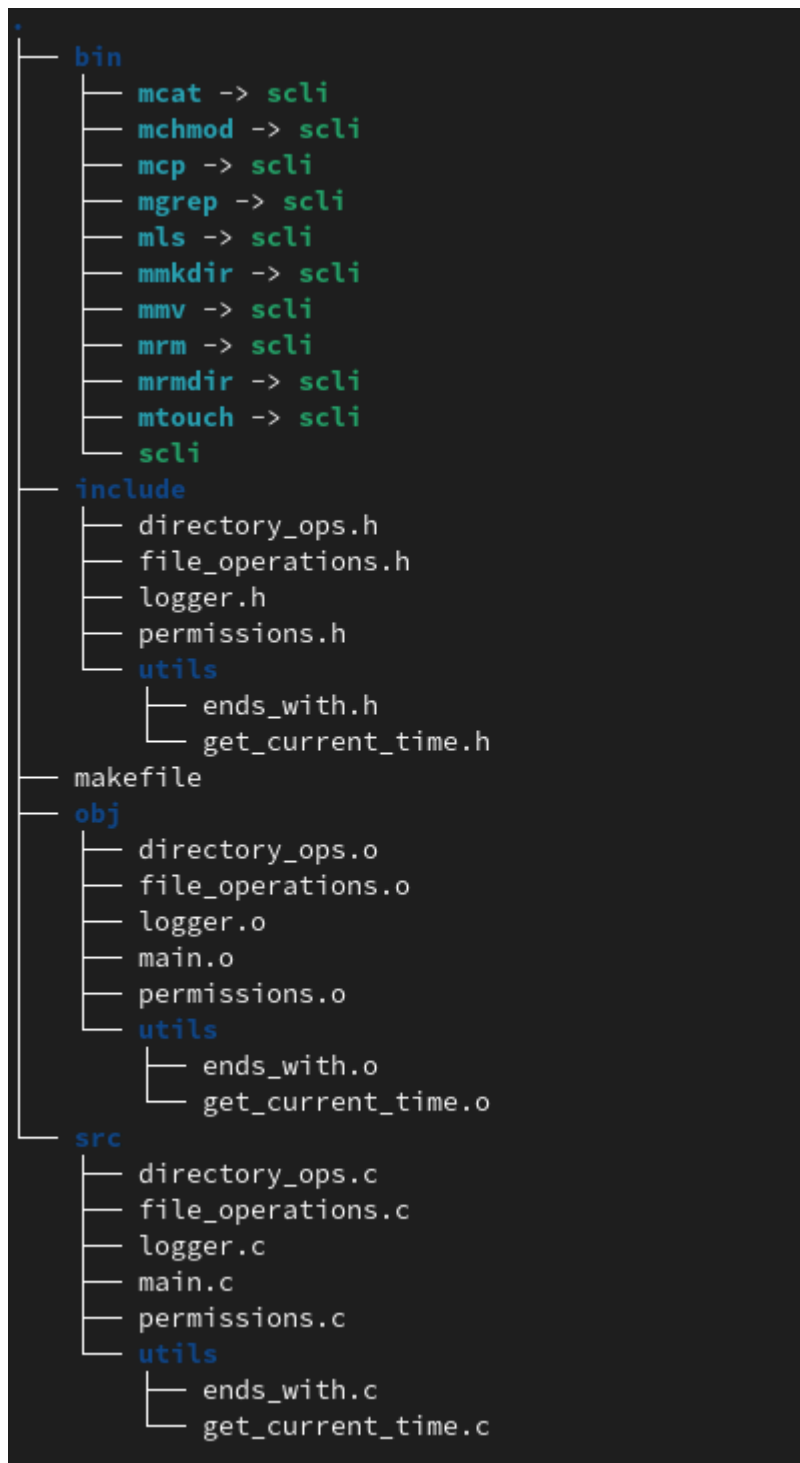 .
├── bin
│   ├── mcat -> scli
│   ├── mchmod -> scli
│   ├── mcp -> scli
│   ├── mgrep -> scli
│   ├── mls -> scli
│   ├── mmkdir -> scli
│   ├── mmv -> scli
│   ├── mrm -> scli
│   ├── mrmdir -> scli
│   ├── mtouch -> scli
│   └── scli
├── include
│   ├── directory_ops.h
│   ├── file_operations.h
│   ├── logger.h
│   ├── permissions.h
│   └── utils
│       ├── ends_with.h
│       └── get_current_time.h
├── makefile
├── obj
│   ├── directory_ops.o
│   ├── file_operations.o
│   ├── logger.o
│   ├── main.o
│   ├── permissions.o
│   └── utils
│       ├── ends_with.o
│       └── get_current_time.o
└── src
    ├── directory_ops.c
    ├── file_operations.c
    ├── logger.c
    ├── main.c
    ├── permissions.c
    └── utils
        ├── ends_with.c
        └── get_current_time.c